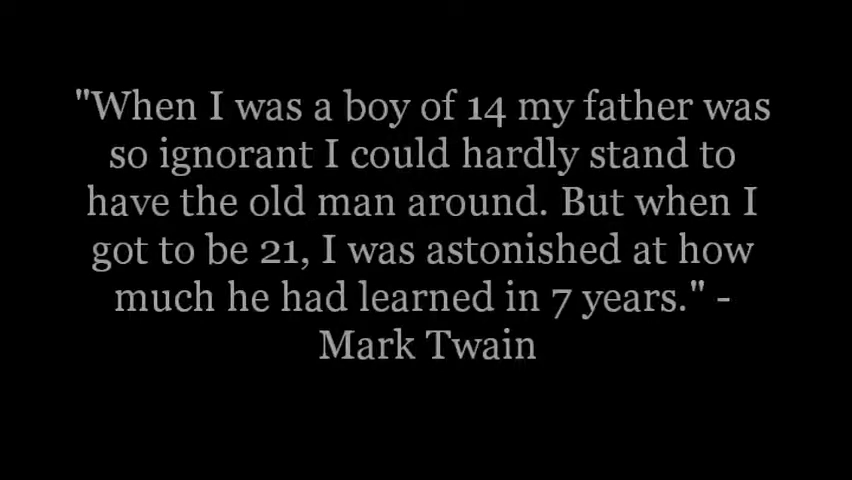 "When I was a boy of 14 my father was
so ignorant I could hardly stand to
have the old man around. But when I
got to be 21, I was astonished at how
much he had learned in 7 years." -
Mark Twain